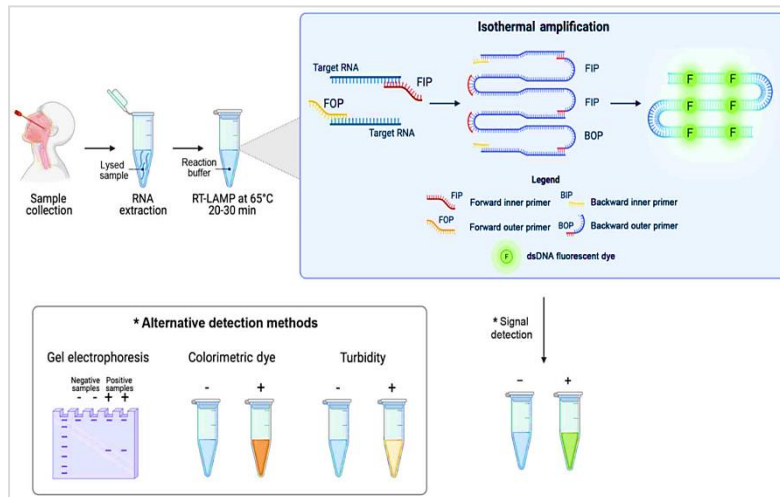 Isothermal amplification
Target RNA
FIP
FOP
Target RNA
FIP
FIP
BOP
F F
F F
F F
Lysed
sample
Reaction
buffer
Sample
collection
RNA
extraction
RT-LAMP at 65°C
20-30 min
Legend
FIP Forward inner primer
BIP Backward inner primer
FOP Forward outer primer
BOP Backward outer primer
F dsDNA fluorescent dye
* Signal
detection
- +
* Alternative detection methods
Gel electrophoresis
Negative
samples
Positive
samples
- - + +
Colorimetric dye
- +
Turbidity
- +